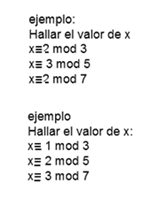 ejemplo:
Hallar el valor de x
x≡2 mod 3
x≡ 3 mod 5
x≡2 mod 7
ejemplo
Hallar el valor de x:
x≡ 1 mod 3
x≡ 2 mod 5
x≡ 3 mod 7